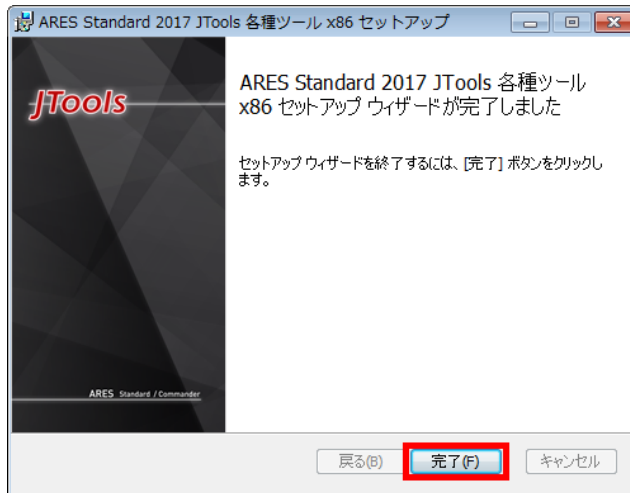 ARES Standard 2017 JTools 各種ツール x86 セットアップ
JTools
ARES Standard 2017 JTools 各種ツール
x86 セットアップ ウィザードが完了しました
セットアップ ウィザードを終了するには、[完了] ボタンをクリックし
ます。
ARES Standard / Commander
戻る(B) 完了(F) キャンセル